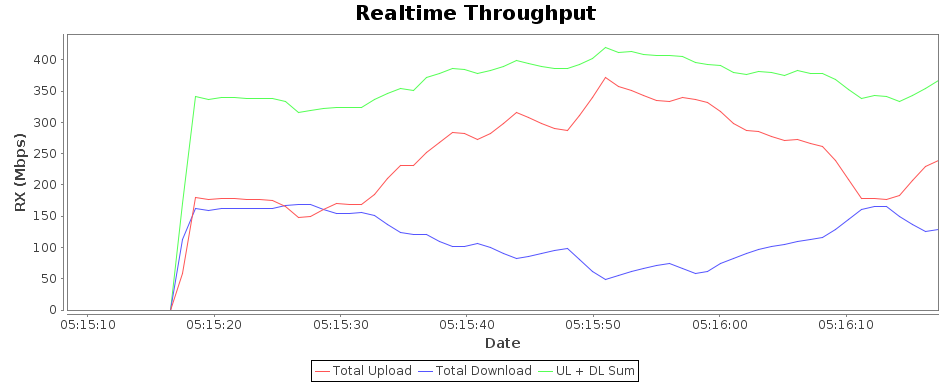 Realtime Throughput
RX (Mbps)
400
350
300
250
200
150
100
50
0
05:15:10 05:15:20 05:15:30 05:15:40 05:15:50 05:16:00 05:16:10
Date
Total Upload Total Download UL + DL Sum